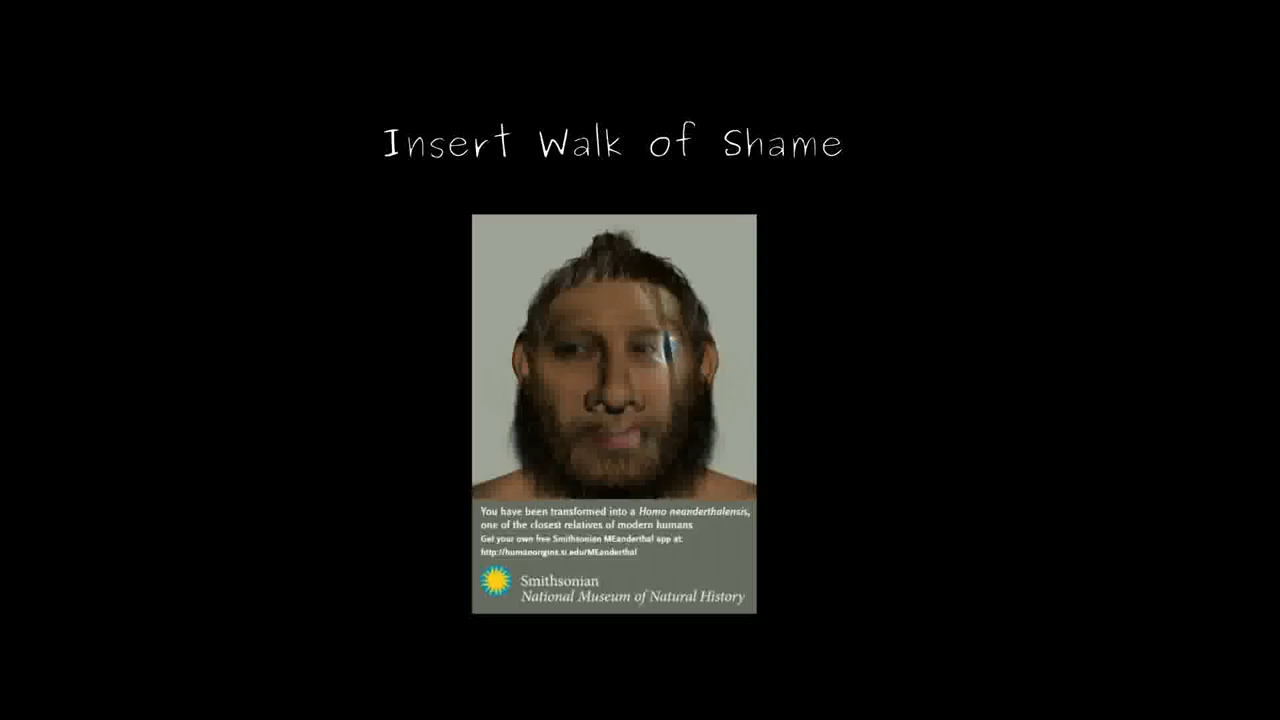 Insert Walk of Shame
You have been transformed into a Homo neanderthalensis,
one of the closest relatives of modern humans
Get your own free Smithsonian MEanderthal app at:
http://humanorigins.si.edu/MEanderthal
Smithsonian
National Museum of Natural History